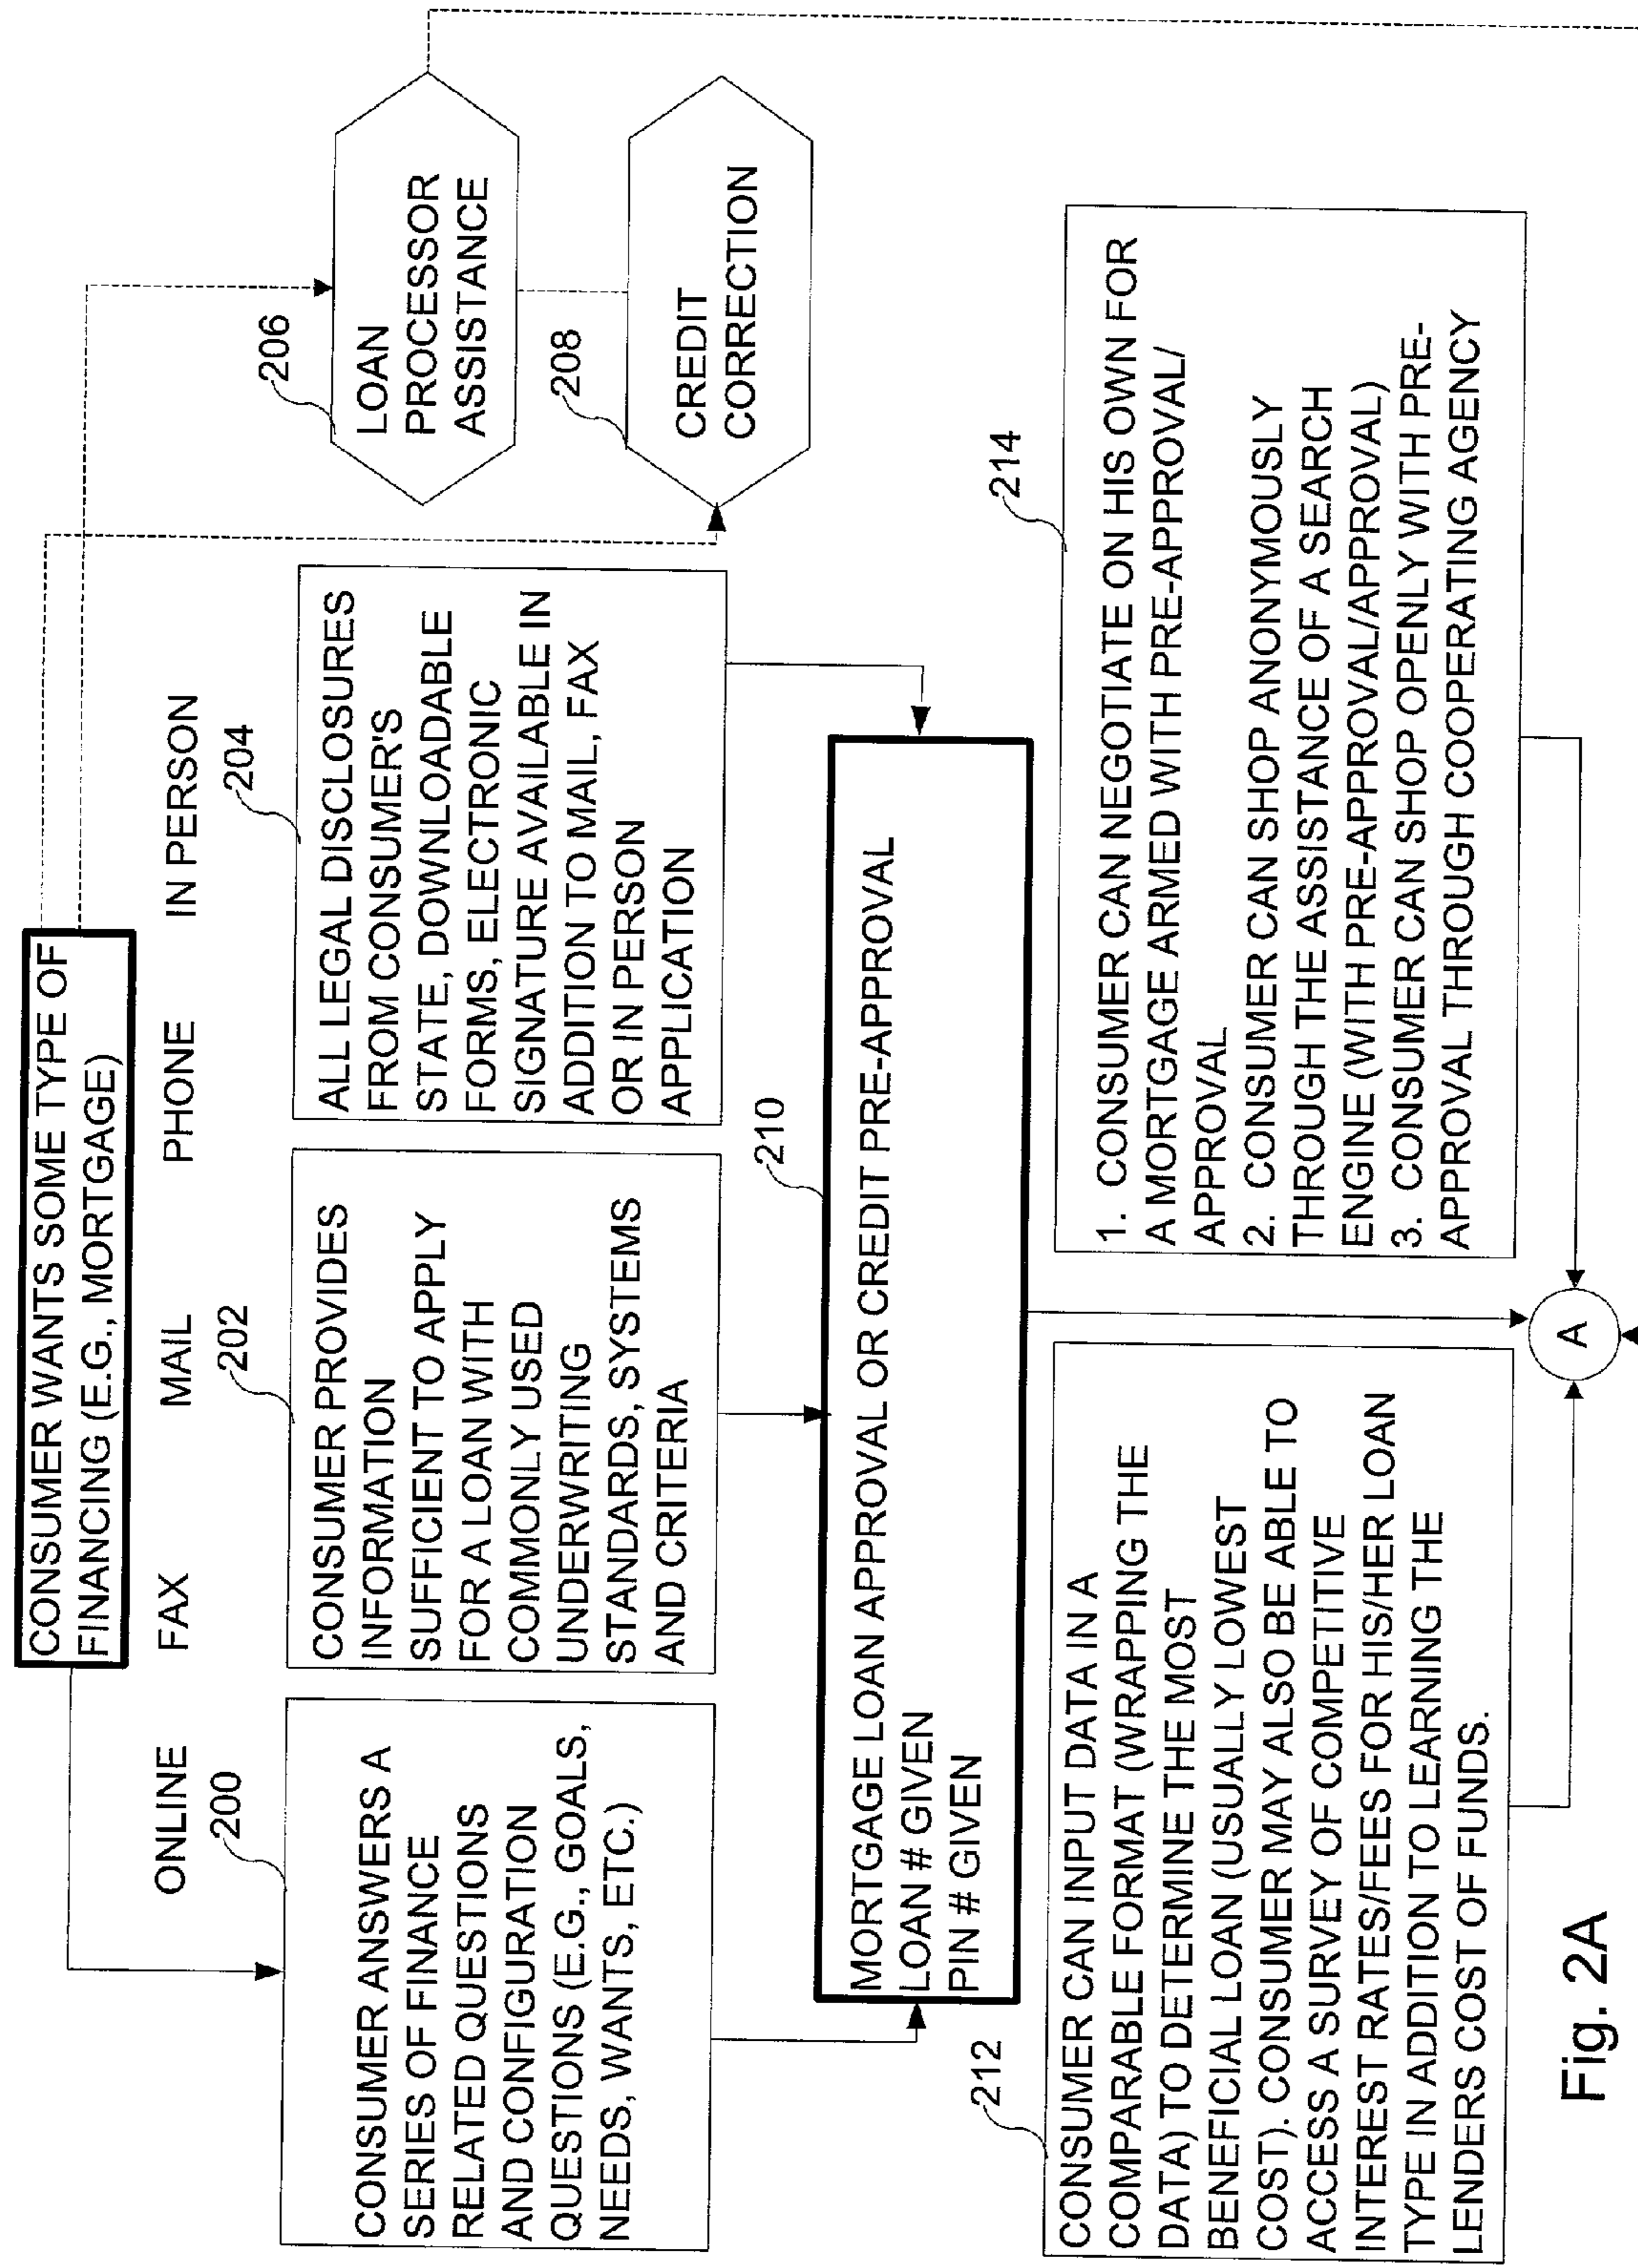 CONSUMER WANTS SOME TYPE OF
FINANCING (E.G., MORTGAGE)
ONLINE
FAX
MAIL
PHONE
IN PERSON
200
CONSUMER ANSWERS A
SERIES OF FINANCE
RELATED QUESTIONS
AND CONFIGURATION
QUESTIONS (E.G., GOALS,
NEEDS, WANTS, ETC.)
202
CONSUMER PROVIDES
INFORMATION
SUFFICIENT TO APPLY
FOR A LOAN WITH
COMMONLY USED
UNDERWRITING
STANDARDS, SYSTEMS
AND CRITERIA
204
ALL LEGAL DISCLOSURES
FROM CONSUMER'S
STATE, DOWNLOADABLE
FORMS, ELECTRONIC
SIGNATURE AVAILABLE IN
ADDITION TO MAIL, FAX
OR IN PERSON
APPLICATION
206
LOAN
PROCESSOR
ASSISTANCE
208
CREDIT
CORRECTION
210
MORTGAGE LOAN APPROVAL OR CREDIT PRE-APPROVAL
LOAN # GIVEN
PIN # GIVEN
212
CONSUMER CAN INPUT DATA IN A
COMPARABLE FORMAT (WRAPPING THE
DATA) TO DETERMINE THE MOST
BENEFICIAL LOAN (USUALLY LOWEST
COST). CONSUMER MAY ALSO BE ABLE TO
ACCESS A SURVEY OF COMPETITIVE
INTEREST RATES/FEES FOR HIS/HER LOAN
TYPE IN ADDITION TO LEARNING THE
LENDERS COST OF FUNDS.
214
1. CONSUMER CAN NEGOTIATE ON HIS OWN FOR
A MORTGAGE ARMED WITH PRE-APPROVAL/
APPROVAL
2. CONSUMER CAN SHOP ANONYMOUSLY
THROUGH THE ASSISTANCE OF A SEARCH
ENGINE (WITH PRE-APPROVAL/APPROVAL)
3. CONSUMER CAN SHOP OPENLY WITH PRE-
APPROVAL THROUGH COOPERATING AGENCY
A
Fig. 2A